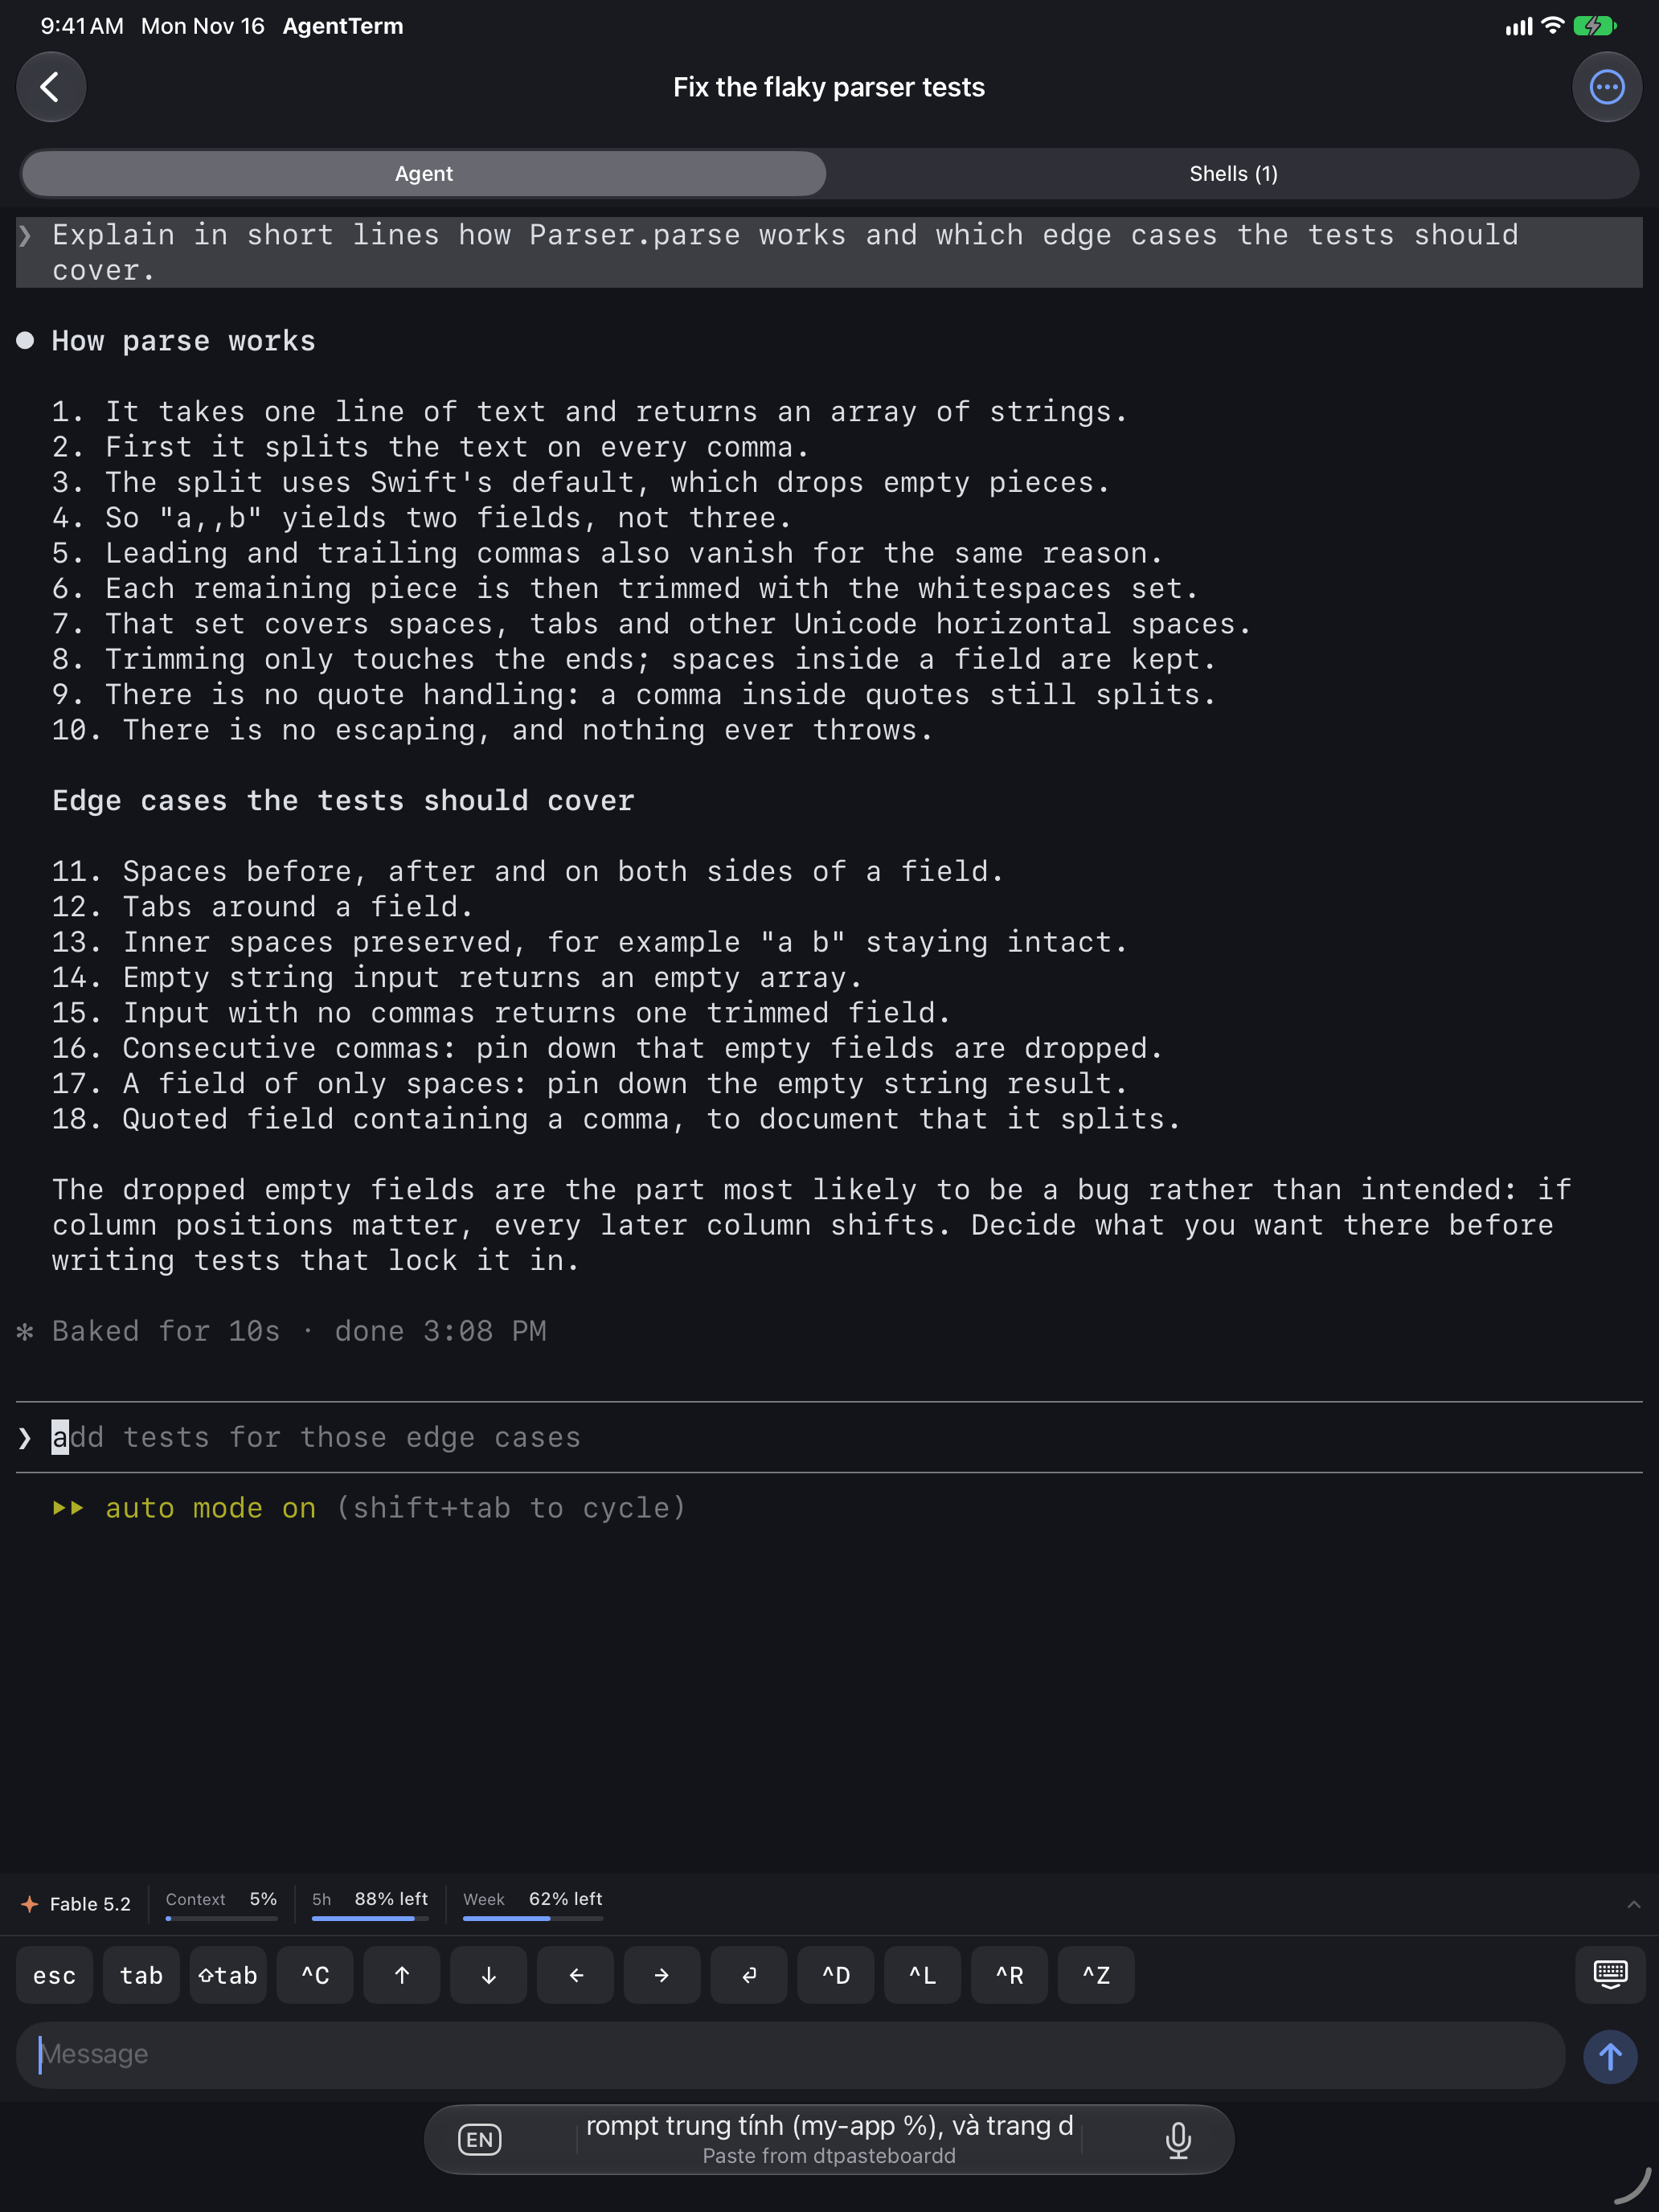 9:41 AM Mon Nov 16 AgentTerm
Fix the flaky parser tests
Agent
Shells (1)
❯ Explain in short lines how Parser.parse works and which edge cases the tests should
cover.
● How parse works
1. It takes one line of text and returns an array of strings.
2. First it splits the text on every comma.
3. The split uses Swift's default, which drops empty pieces.
4. So "a,,b" yields two fields, not three.
5. Leading and trailing commas also vanish for the same reason.
6. Each remaining piece is then trimmed with the whitespaces set.
7. That set covers spaces, tabs and other Unicode horizontal spaces.
8. Trimming only touches the ends; spaces inside a field are kept.
9. There is no quote handling: a comma inside quotes still splits.
10. There is no escaping, and nothing ever throws.
Edge cases the tests should cover
11. Spaces before, after and on both sides of a field.
12. Tabs around a field.
13. Inner spaces preserved, for example "a b" staying intact.
14. Empty string input returns an empty array.
15. Input with no commas returns one trimmed field.
16. Consecutive commas: pin down that empty fields are dropped.
17. A field of only spaces: pin down the empty string result.
18. Quoted field containing a comma, to document that it splits.
The dropped empty fields are the part most likely to be a bug rather than intended: if
column positions matter, every later column shifts. Decide what you want there before
writing tests that lock it in.
✻ Baked for 10s · done 3:08 PM
❯ add tests for those edge cases
⏵⏵ auto mode on (shift+tab to cycle)
Fable 5.2 Context 5% 5h 88% left Week 62% left
esc tab ⇧tab ^C ↑ ↓ ← → ⏎ ^D ^L ^R ^Z
Message
EN
rompt trung tính (my-app %), và trang d
Paste from dtpasteboardd